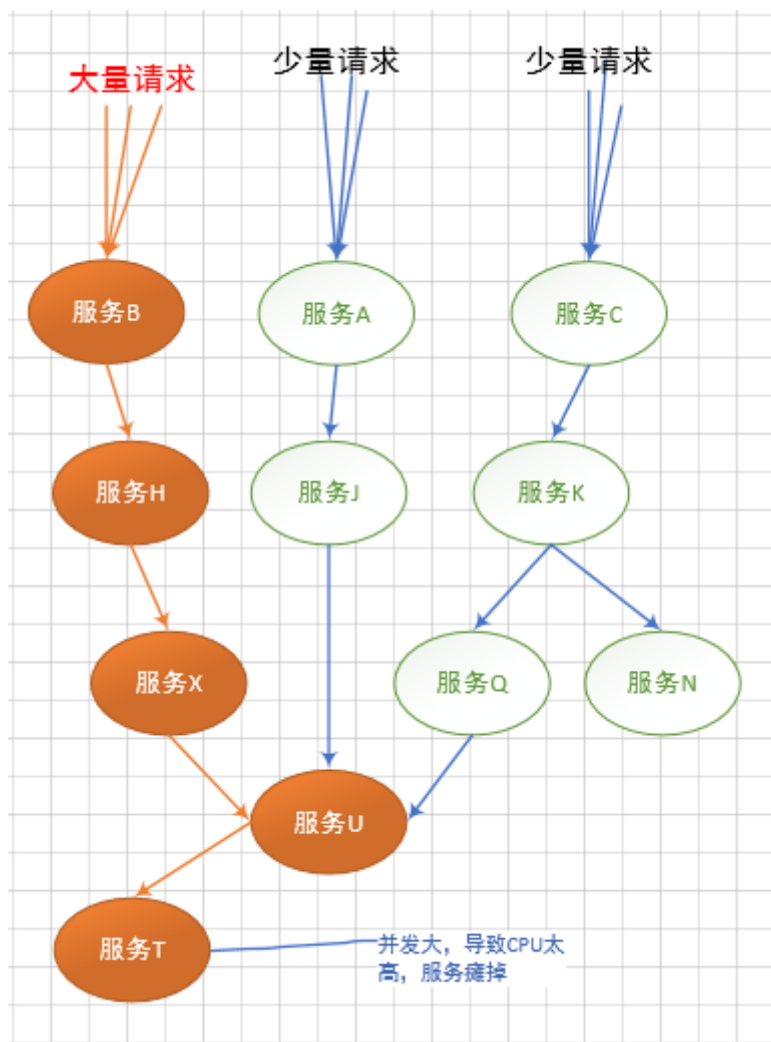 大量请求
少量请求
少量请求
服务B
服务A
服务C
服务H
服务J
服务K
服务X
服务Q
服务N
服务U
服务T
并发大，导致CPU太
高，服务瘫掉